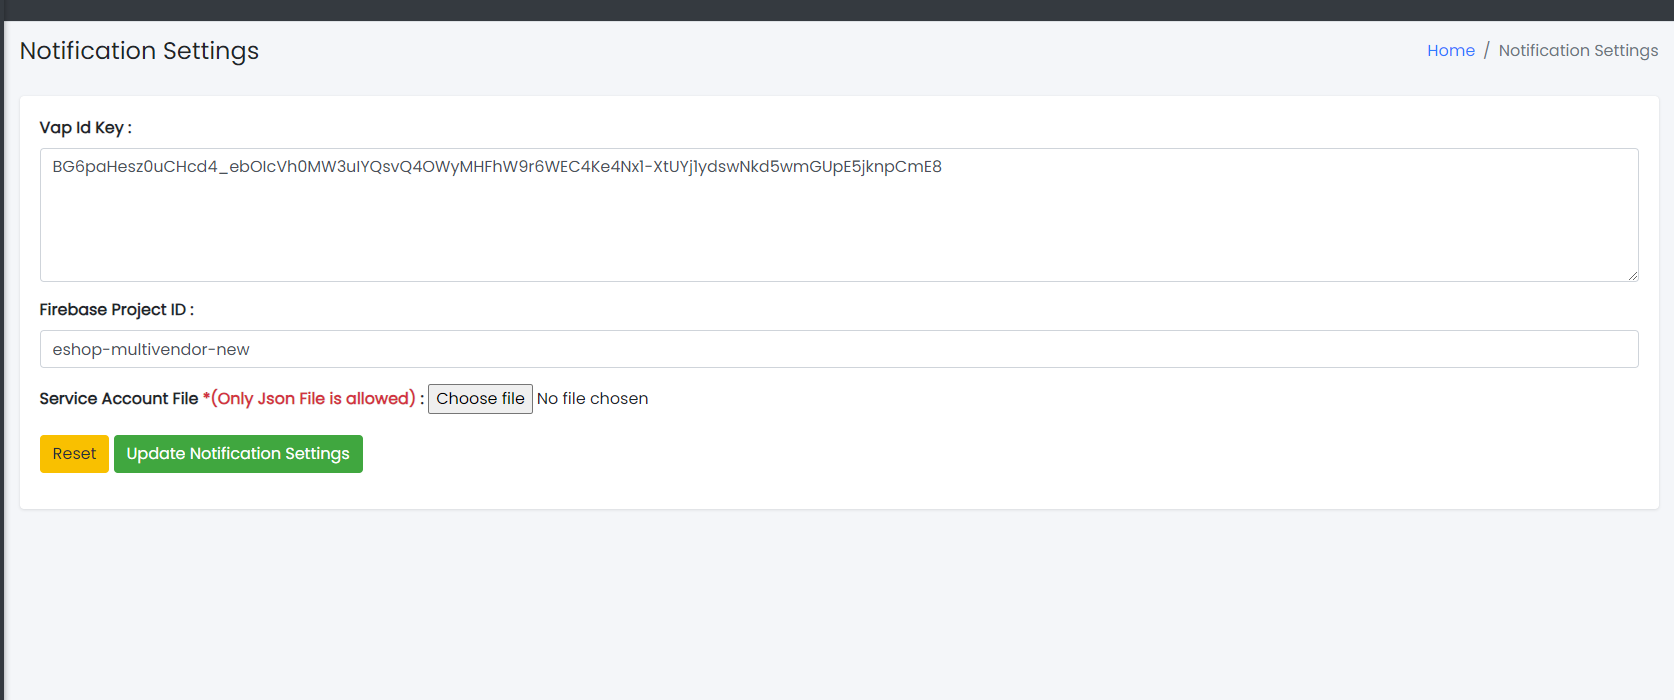 Notification Settings
Home / Notification Settings
Vap Id Key :
BG6paHesz0uCHcd4_ebOIcVh0MW3uIYQsvQ4OWyMHFhW9r6WEC4Ke4Nx1-XtUYj1ydswNkd5wmGUpE5jknpCmE8
Firebase Project ID :
eshop-multivendor-new
Service Account File *(Only Json File is allowed) : Choose file No file chosen
Reset Update Notification Settings